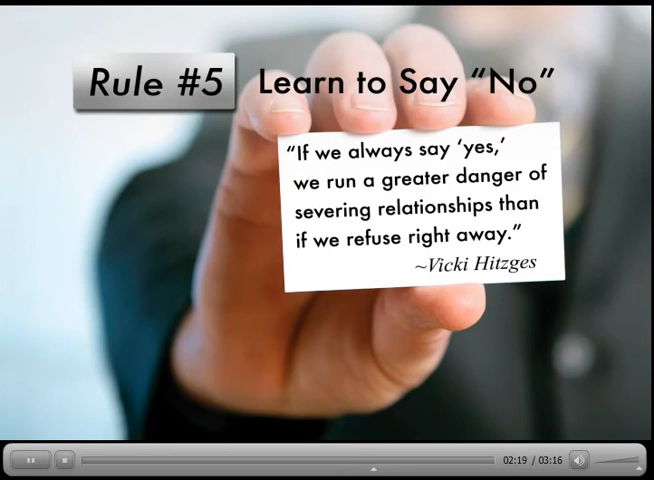 Rule #5 Learn to Say “No”
“If we always say ‘yes,’
we run a greater danger of
severing relationships than
if we refuse right away.”
~Vicki Hitzges
02:19 / 03:16